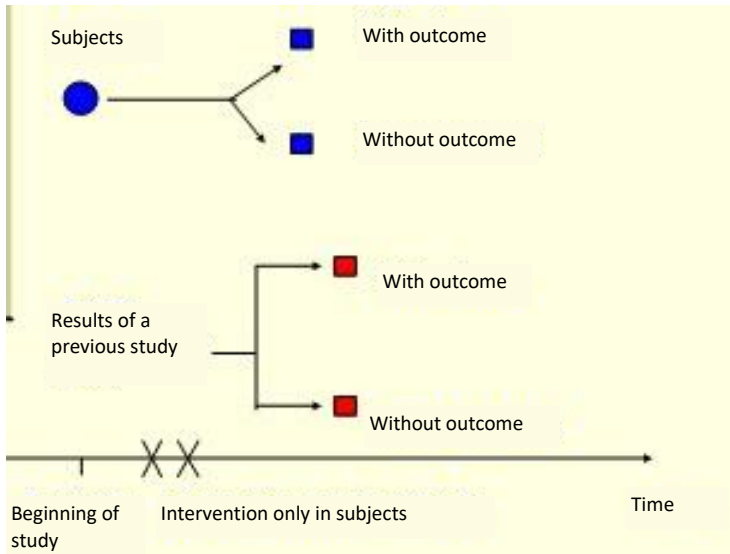 Subjects
With outcome
Without outcome
With outcome
Results of a
previous study
Without outcome
Beginning of
study
Intervention only in subjects
Time